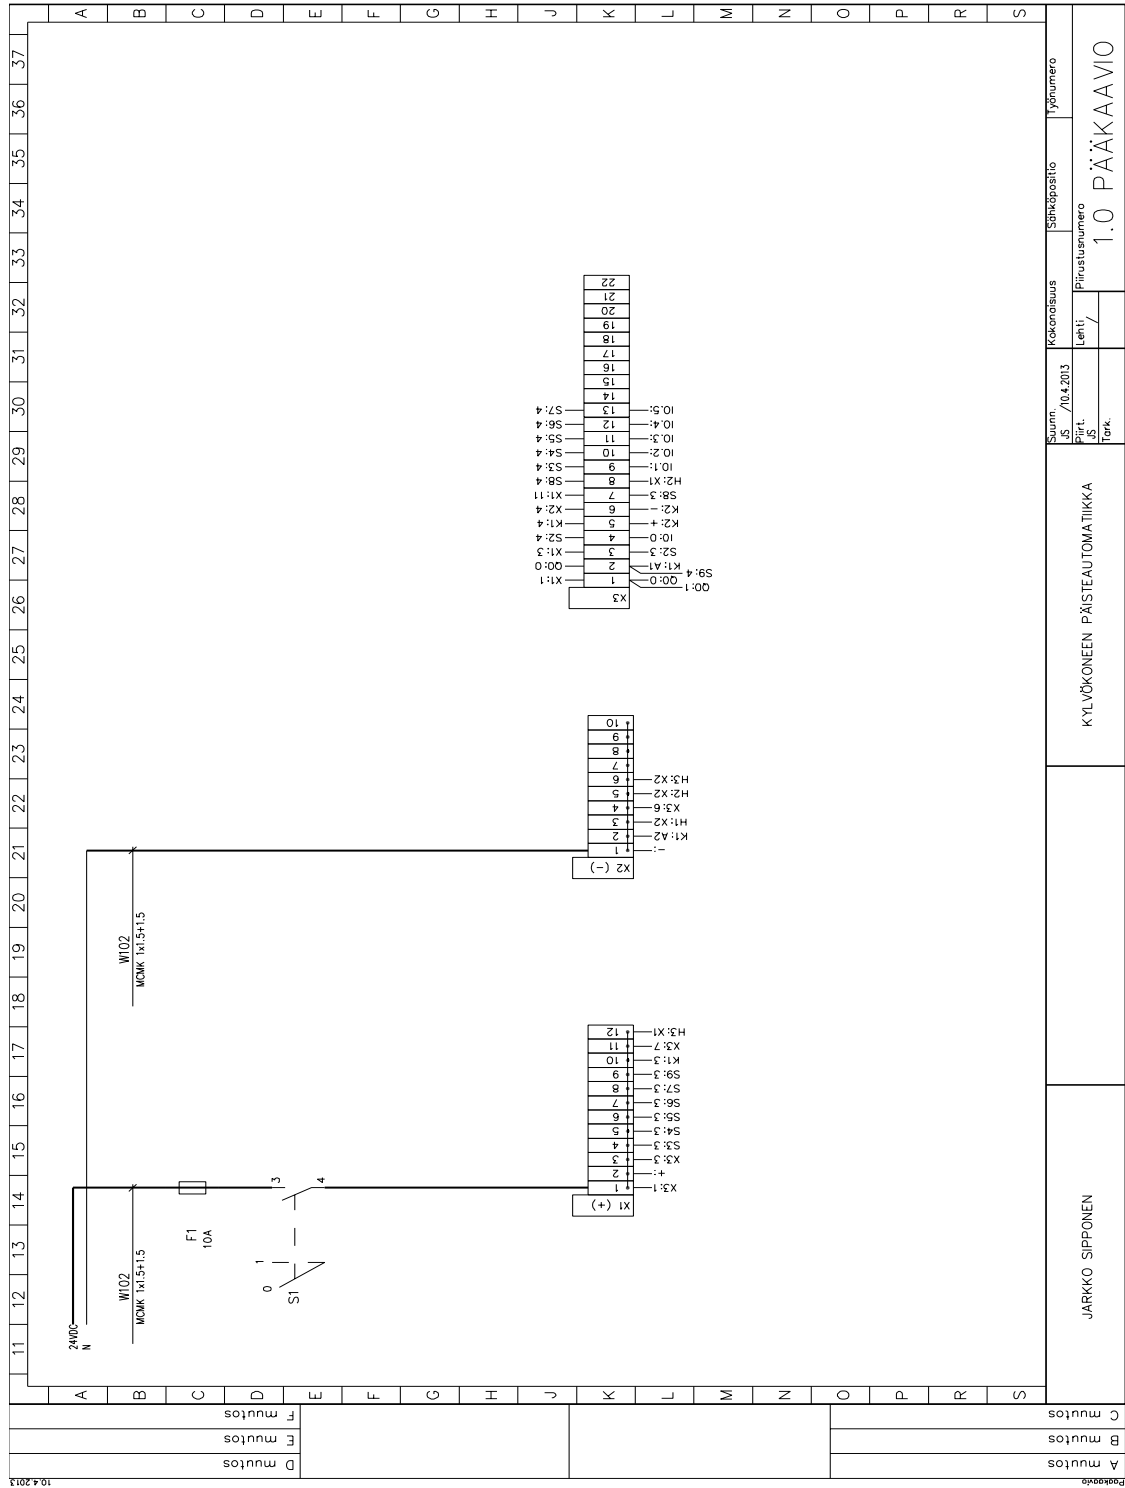 A B C D E F G H J K L M N O P R S
11 12 13 14 15 16 17 18 19 20 21 22 23 24 25 26 27 28 29 30 31 32 33 34 35 36 37
24VDC
N
W102
MCMK 1x1.5+1.5
F1
10A
0 1
S1
3
4
W102
MCMK 1x1.5+1.5
X1 (+)
1 X3:1
2 +:
3 X3:3
4 S3:3
5 S4:3
6 S5:3
7 S6:3
8 S7:3
9 S9:3
10 K1:3
11 X3:7
12 H3:X1
X2 (-)
1 -:
2 K1:A2
3 H1:X2
4 X3:6
5 H2:X2
6 H3:X2
7
8
9
10
X3
X1:1 1 Q0:0 Q0:1
Q0:0 2 K1:A1 S9:4
X1:3 3 S2:3
S2:4 4 I0:0
K1:4 5 K2: +
X2:4 6 K2: -
X1:11 7 S8:3
S8:4 8 H2:X1
S3:4 9 I0.1:
S4:4 10 I0.2:
S5:4 11 I0.3:
S6:4 12 I0.4:
S7:4 13 I0.5:
14
15
16
17
18
19
20
21
22
A B C D E F G H J K L M N O P R S
JARKKO SIPPONEN
KYLVÖKONEEN PÄISTEAUTOMATIIKKA
Suunn.
JS /10.4.2013
Piirt.
JS
Tark.
Kokonaisuus
Sähköpositio
Työnumero
Lehti
/
Piirustusnumero
1.0 PÄÄKAAVIO
A muutos
B muutos
C muutos
D muutos
E muutos
F muutos
Paakaavio
10.4.2013